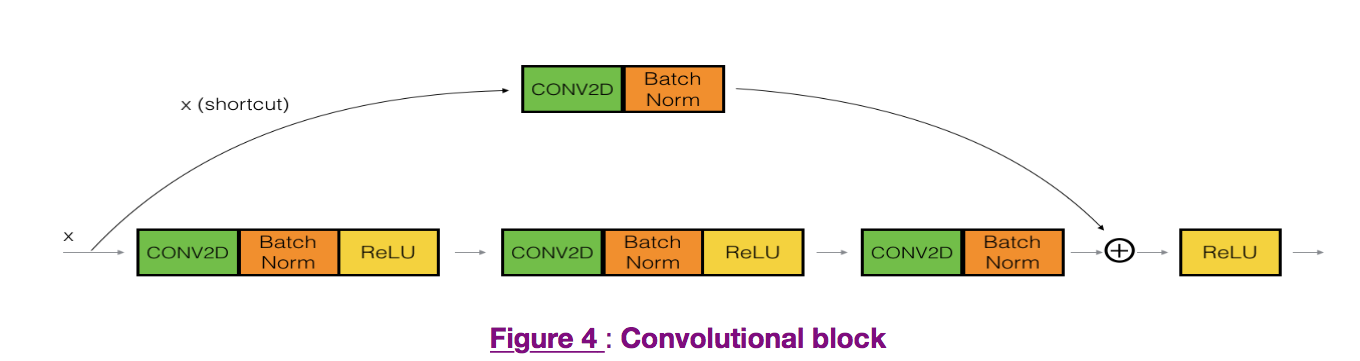 CONV2D
Batch
Norm
x (shortcut)
x
CONV2D
Batch
Norm
ReLU
CONV2D
Batch
Norm
ReLU
CONV2D
Batch
Norm
ReLU
Figure 4 : Convolutional block